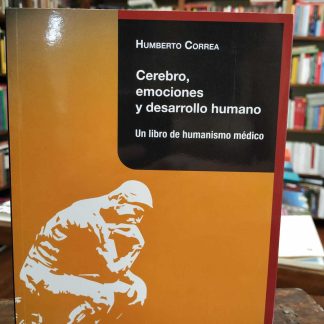 HUMBERTO CORREA
Cerebro,
emociones
y desarrollo humano
Un libro de humanismo médico